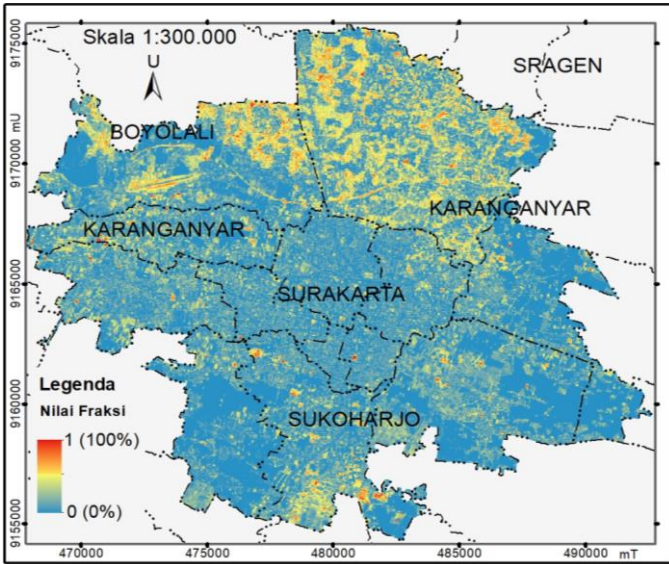 Skala 1:300.000
U
SRAGEN
BOYOLALI
KARANGANYAR
KARANGANYAR
SURAKARTA
SUKOHARJO
Legenda
Nilai Fraksi
1 (100%)
0 (0%)
9175000
9170000 mU
9165000
9160000
9155000
470000 475000 480000 485000 490000 mT